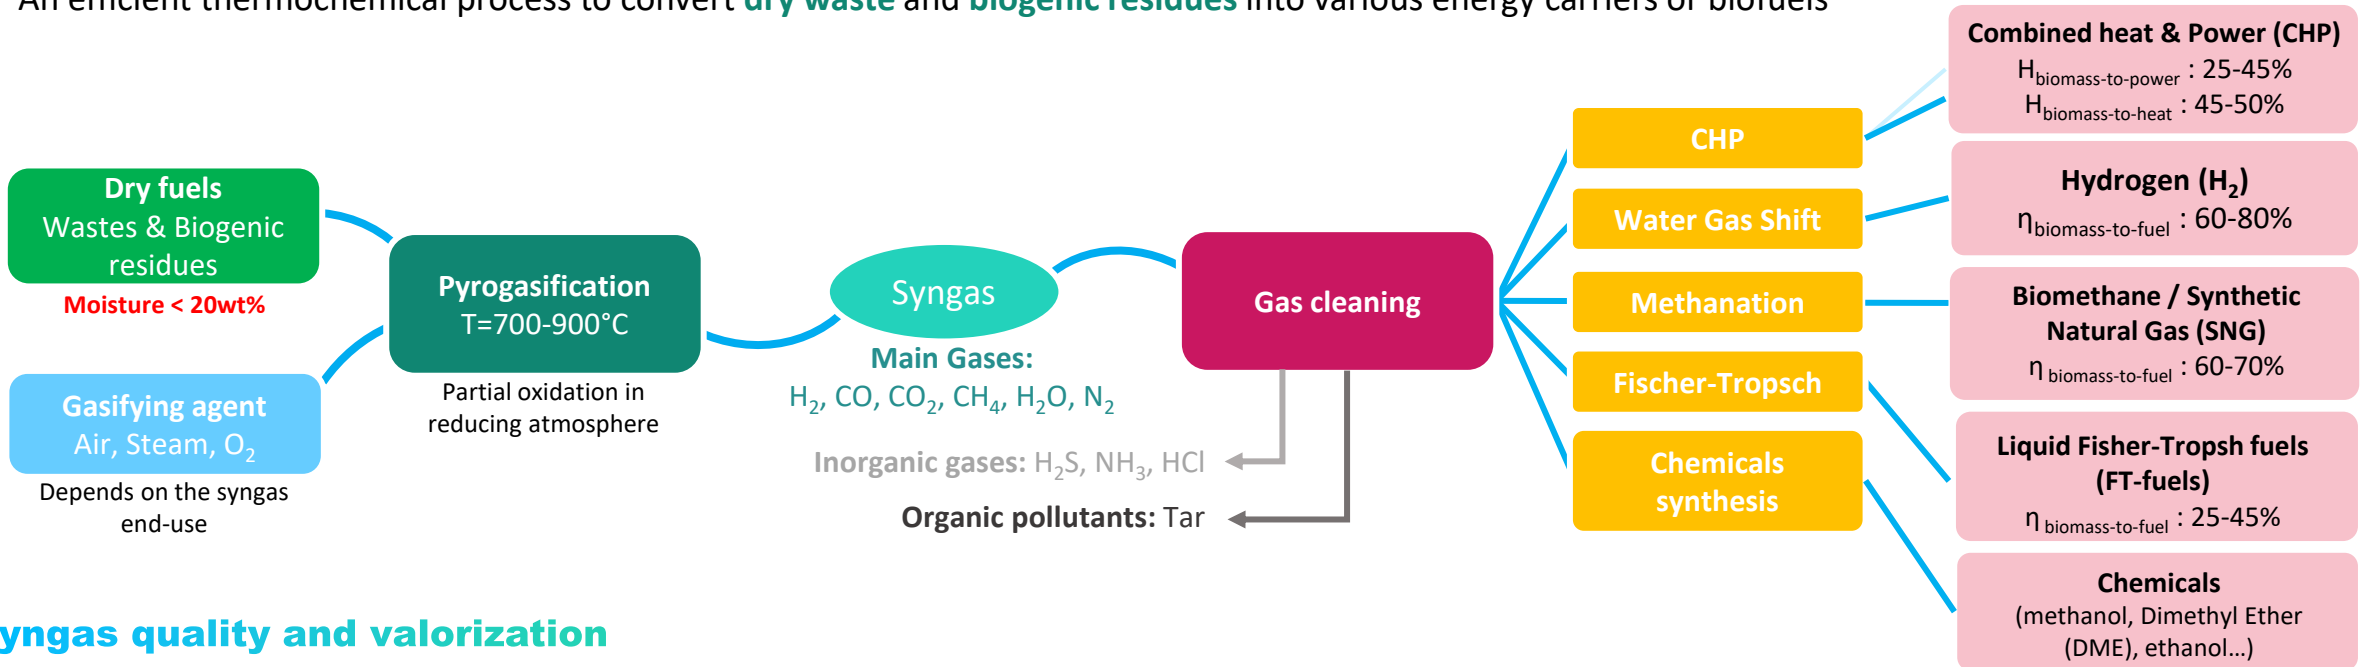 An efficient thermochemical process to convert dry waste and biogenic residues into various energy carriers or biofuels
Dry fuels
Wastes & Biogenic
residues
Moisture < 20wt%
Gasifying agent
Air, Steam, O₂
Depends on the syngas
end-use
Pyrogasification
T=700-900°C
Partial oxidation in
reducing atmosphere
Syngas
Main Gases:
H₂, CO, CO₂, CH₄, H₂O, N₂
Inorganic gases: H₂S, NH₃, HCl
Organic pollutants: Tar
Gas cleaning
CHP
Water Gas Shift
Methanation
Fischer-Tropsch
Chemicals
synthesis
Combined heat & Power (CHP)
H biomass-to-power : 25-45%
H biomass-to-heat : 45-50%
Hydrogen (H₂)
η biomass-to-fuel : 60-80%
Biomethane / Synthetic
Natural Gas (SNG)
η biomass-to-fuel : 60-70%
Liquid Fisher-Tropsh fuels
(FT-fuels)
η biomass-to-fuel : 25-45%
Chemicals
(methanol, Dimethyl Ether
(DME), ethanol…)
yngas quality and valorization